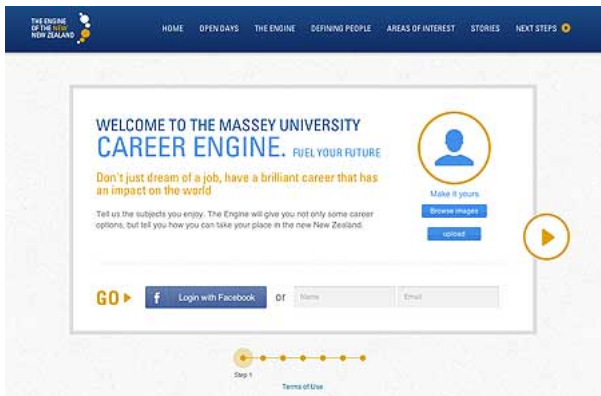 THE ENGINE
OF THE NEW
NEW ZEALAND
HOME OPEN DAYS THE ENGINE DEFINING PEOPLE AREAS OF INTEREST STORIES NEXT STEPS
WELCOME TO THE MASSEY UNIVERSITY
CAREER ENGINE. FUEL YOUR FUTURE
Don't just dream of a job, have a brilliant career that has
an impact on the world
Tell us the subjects you enjoy. The Engine will give you not only some career
options, but tell you how you can take your place in the new New Zealand.
Make it yours
Browse images
upload
GO
f Login with Facebook or Name Email
Step 1
Terms of Use